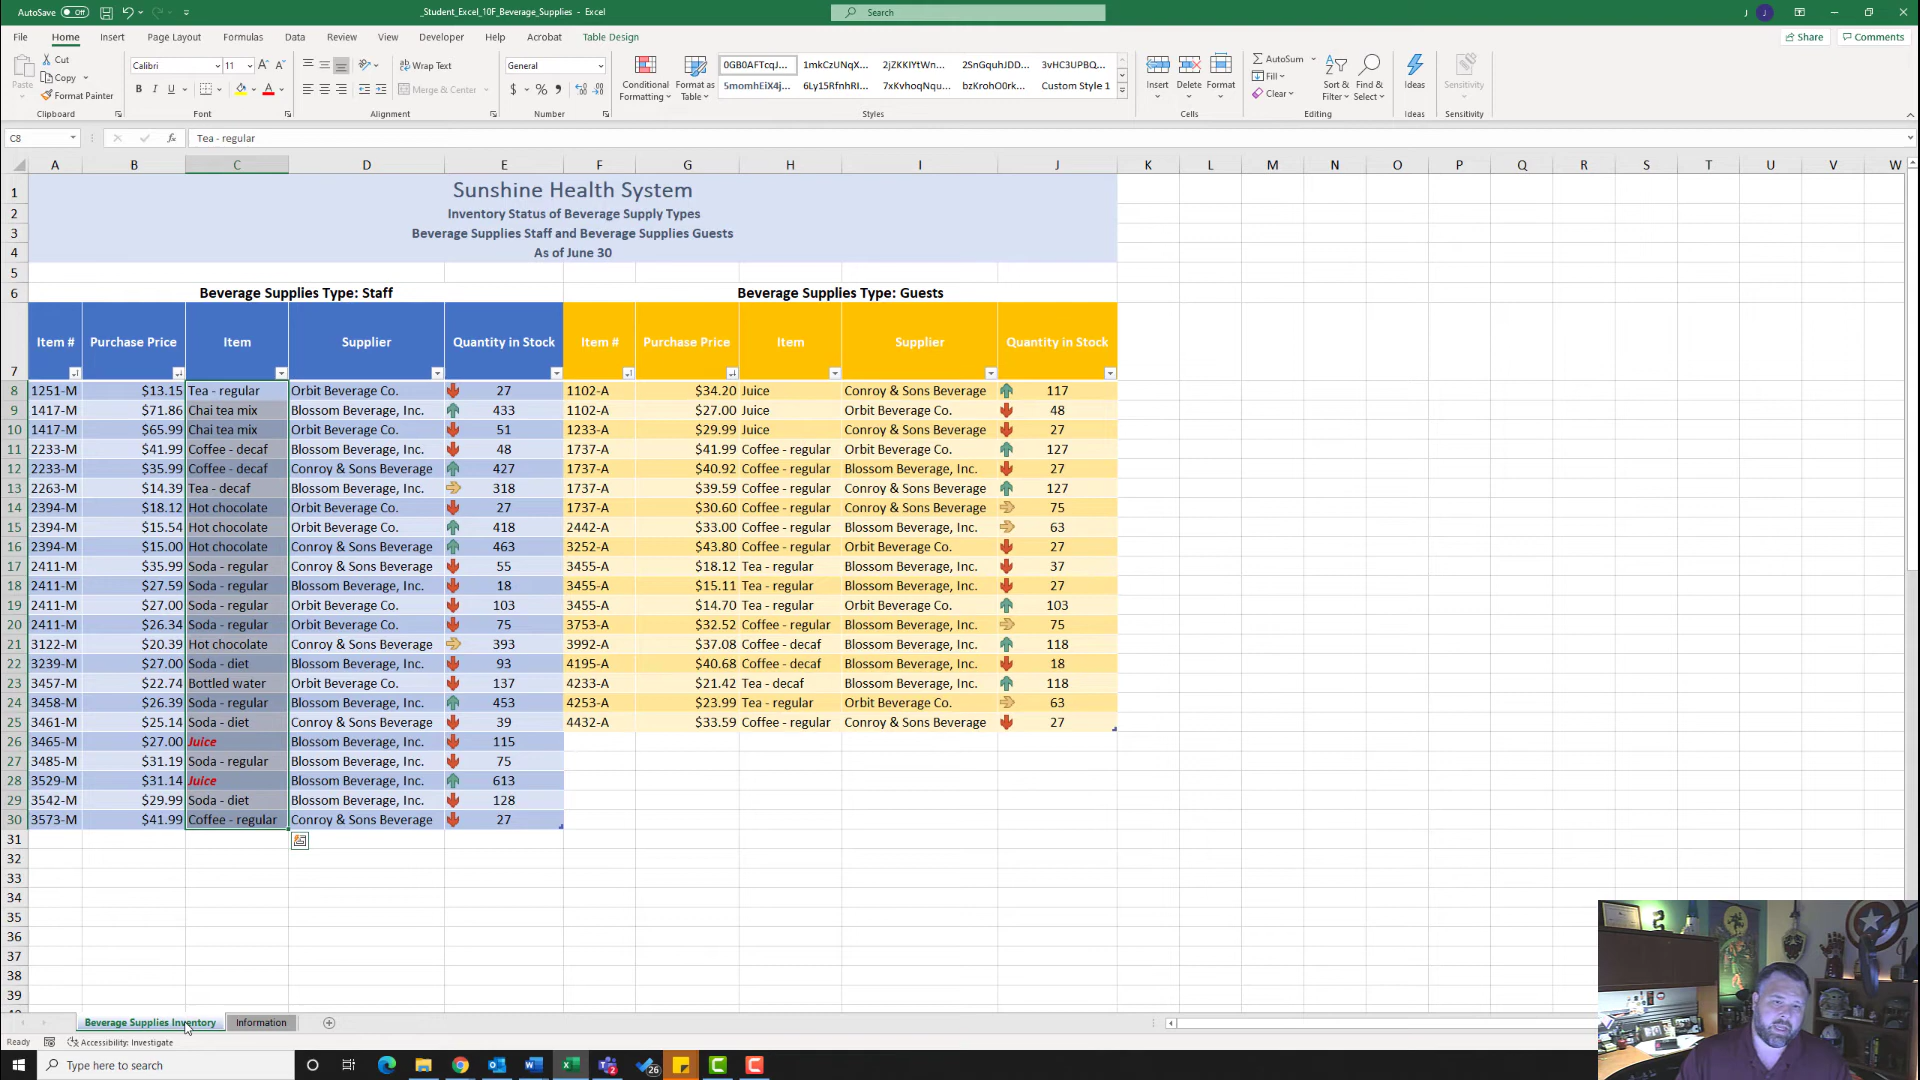 AutoSave Off _Student_Excel_10F_Beverage_Supplies - Excel Search J J
File Home Insert Page Layout Formulas Data Review View Developer Help Acrobat Table Design Share Comments
Paste Cut Copy Format Painter Clipboard
Calibri 11 A A B I U A Font
Wrap Text Merge & Center Alignment
General $ % Number
Conditional Formatting Format as Table
0GB0AFTcqJ... 1mkCzUNqX... 2jZKKIYtWn... 2SnGquhJDD... 3vHC3UPBQ...
5momhEiX4j... 6Ly15RfnhRI... 7xKvhoqNqu... bzKrohO0rk... Custom Style 1
Styles
Insert Delete Format Cells
AutoSum Fill Clear Sort & Filter Find & Select Editing
Ideas Ideas
Sensitivity Sensitivity
C8 fx Tea - regular
A B C D E F G H I J K L M N O P Q R S T U V W
1 Sunshine Health System
2 Inventory Status of Beverage Supply Types
3 Beverage Supplies Staff and Beverage Supplies Guests
4 As of June 30
5
6 Beverage Supplies Type: Staff Beverage Supplies Type: Guests
7 Item # Purchase Price Item Supplier Quantity in Stock Item # Purchase Price Item Supplier Quantity in Stock
8 1251-M $13.15 Tea - regular Orbit Beverage Co. 27 1102-A $34.20 Juice Conroy & Sons Beverage 117
9 1417-M $71.86 Chai tea mix Blossom Beverage, Inc. 433 1102-A $27.00 Juice Orbit Beverage Co. 48
10 1417-M $65.99 Chai tea mix Orbit Beverage Co. 51 1233-A $29.99 Juice Conroy & Sons Beverage 27
11 2233-M $41.99 Coffee - decaf Blossom Beverage, Inc. 48 1737-A $41.99 Coffee - regular Orbit Beverage Co. 127
12 2233-M $35.99 Coffee - decaf Conroy & Sons Beverage 427 1737-A $40.92 Coffee - regular Blossom Beverage, Inc. 27
13 2263-M $14.39 Tea - decaf Blossom Beverage, Inc. 318 1737-A $39.59 Coffee - regular Conroy & Sons Beverage 127
14 2394-M $18.12 Hot chocolate Orbit Beverage Co. 27 1737-A $30.60 Coffee - regular Conroy & Sons Beverage 75
15 2394-M $15.54 Hot chocolate Orbit Beverage Co. 418 2442-A $33.00 Coffee - regular Blossom Beverage, Inc. 63
16 2394-M $15.00 Hot chocolate Conroy & Sons Beverage 463 3252-A $43.80 Coffee - regular Orbit Beverage Co. 27
17 2411-M $35.99 Soda - regular Conroy & Sons Beverage 55 3455-A $18.12 Tea - regular Blossom Beverage, Inc. 37
18 2411-M $27.59 Soda - regular Blossom Beverage, Inc. 18 3455-A $15.11 Tea - regular Blossom Beverage, Inc. 27
19 2411-M $27.00 Soda - regular Orbit Beverage Co. 103 3455-A $14.70 Tea - regular Orbit Beverage Co. 103
20 2411-M $26.34 Soda - regular Orbit Beverage Co. 75 3753-A $32.52 Coffee - regular Blossom Beverage, Inc. 75
21 3122-M $20.39 Hot chocolate Conroy & Sons Beverage 393 3992-A $37.08 Coffee - decaf Blossom Beverage, Inc. 118
22 3239-M $27.00 Soda - diet Blossom Beverage, Inc. 93 4195-A $40.68 Coffee - decaf Blossom Beverage, Inc. 18
23 3457-M $22.74 Bottled water Orbit Beverage Co. 137 4233-A $21.42 Tea - decaf Blossom Beverage, Inc. 118
24 3458-M $26.39 Soda - regular Blossom Beverage, Inc. 453 4253-A $23.99 Tea - regular Orbit Beverage Co. 63
25 3461-M $25.14 Soda - diet Conroy & Sons Beverage 39 4432-A $33.59 Coffee - regular Conroy & Sons Beverage 27
26 3465-M $27.00 Juice Blossom Beverage, Inc. 115
27 3485-M $31.19 Soda - regular Blossom Beverage, Inc. 75
28 3529-M $31.14 Juice Blossom Beverage, Inc. 613
29 3542-M $29.99 Soda - diet Blossom Beverage, Inc. 128
30 3573-M $41.99 Coffee - regular Conroy & Sons Beverage 27
31
32
33
34
35
36
37
38
39
Beverage Supplies Inventory Information
Ready Accessibility: Investigate
Type here to search 2 26